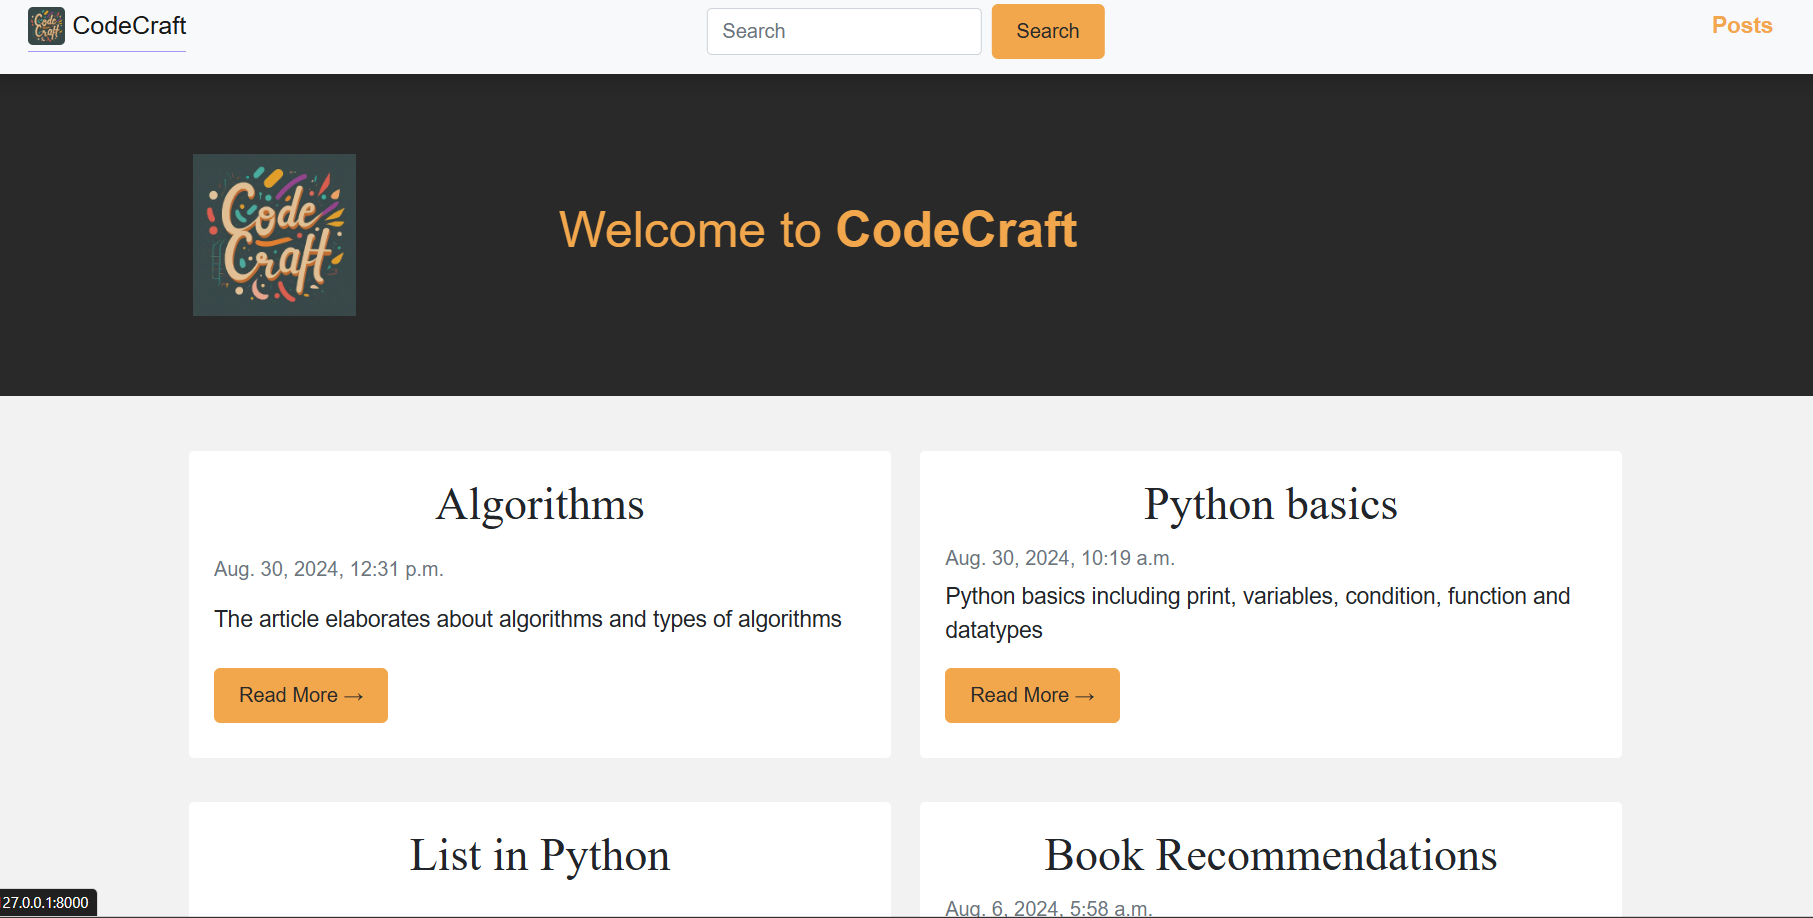 CodeCraft
Search
Search
Posts
Code
Craft
Welcome to CodeCraft
Algorithms
Aug. 30, 2024, 12:31 p.m.
The article elaborates about algorithms and types of algorithms
Read More →
Python basics
Aug. 30, 2024, 10:19 a.m.
Python basics including print, variables, condition, function and
datatypes
Read More →
List in Python
Book Recommendations
Aug. 6, 2024, 5:58 a.m.
27.0.0.1:8000